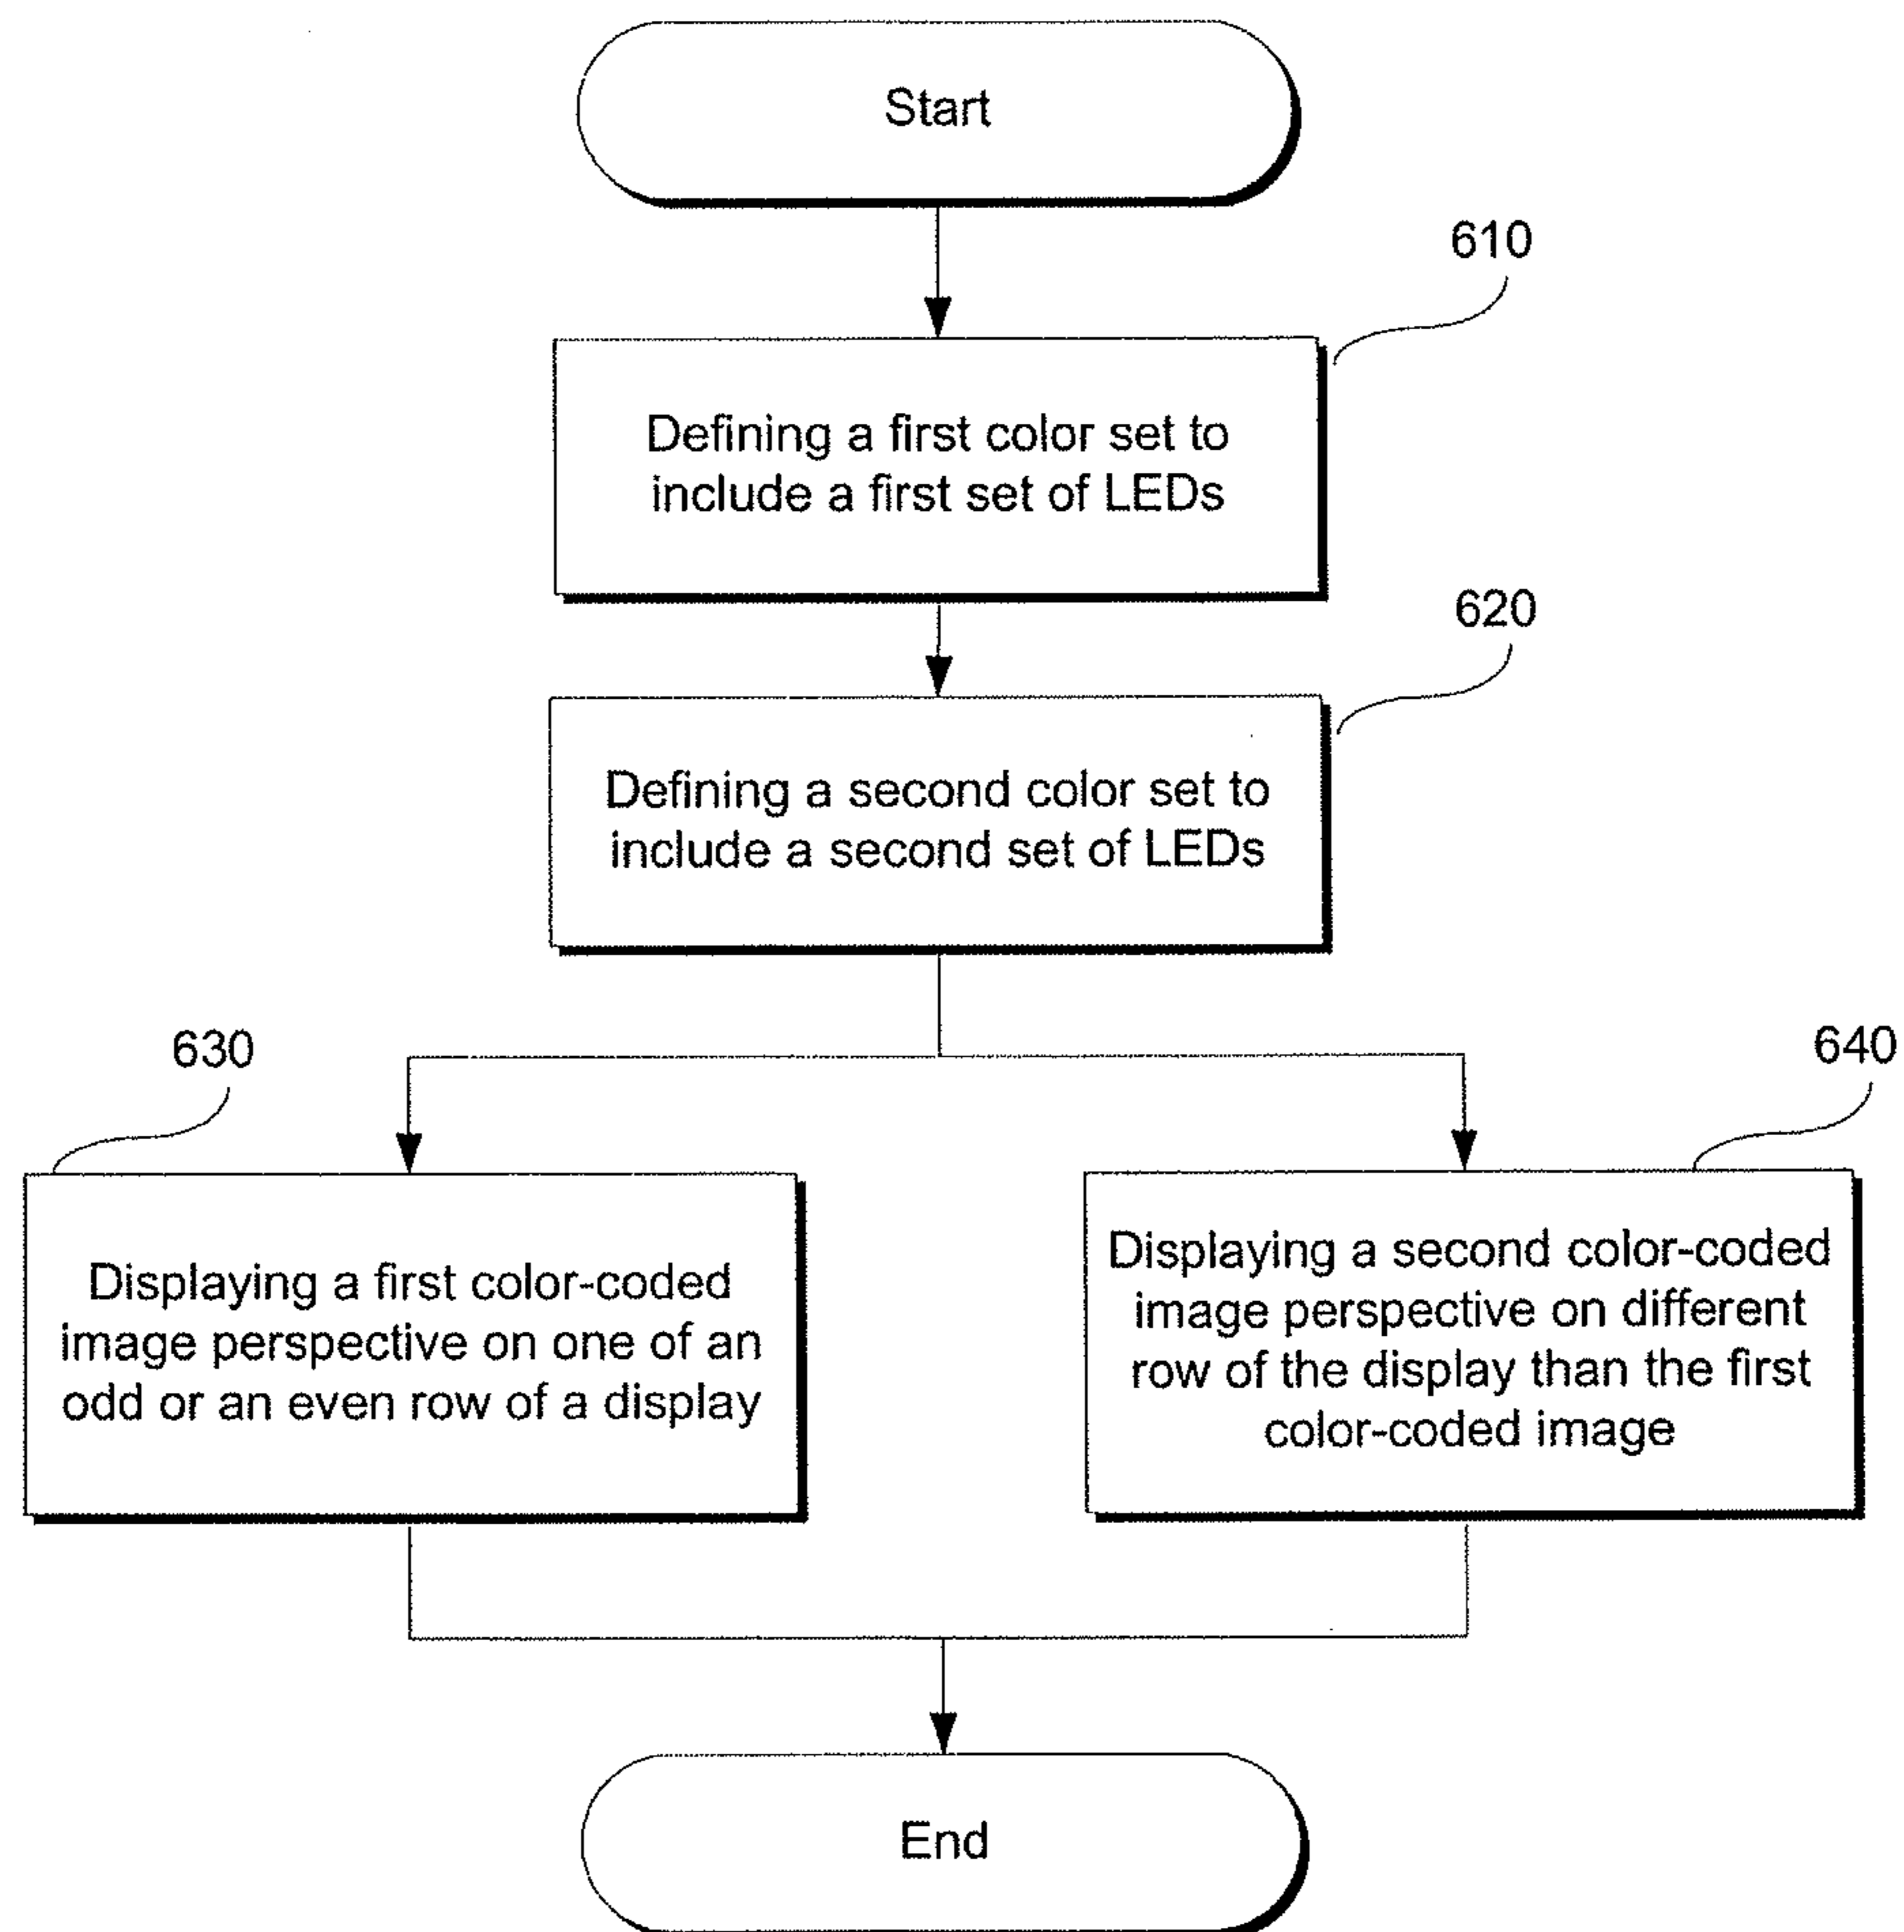 Start
610
Defining a first color set to
include a first set of LEDs
620
Defining a second color set to
include a second set of LEDs
630
Displaying a first color-coded
image perspective on one of an
odd or an even row of a display
640
Displaying a second color-coded
image perspective on different
row of the display than the first
color-coded image
End